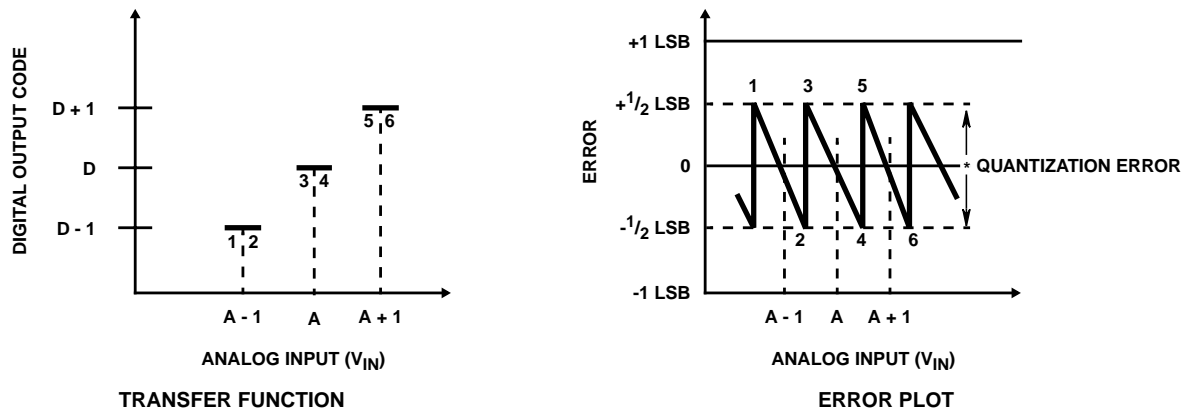 DIGITAL OUTPUT CODE
D + 1
D
D - 1
5 6
3 4
1 2
A - 1
A
A + 1
ANALOG INPUT (VIN)
TRANSFER FUNCTION
ERROR
+1 LSB
+1/2 LSB
0
-1/2 LSB
-1 LSB
1
3
5
2
4
6
* QUANTIZATION ERROR
A - 1
A
A + 1
ANALOG INPUT (VIN)
ERROR PLOT